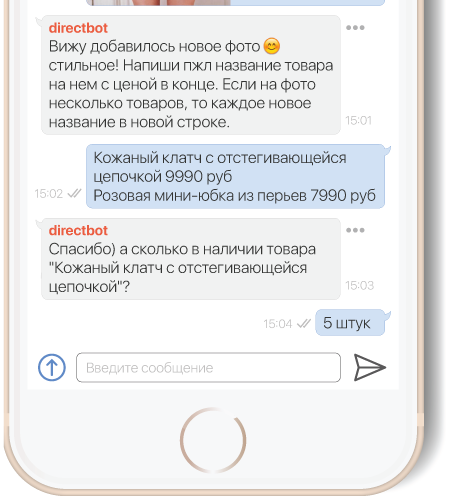 directbot
Вижу добавилось новое фото 😊
стильное! Напиши пжл название товара
на нем с ценой в конце. Если на фото
несколько товаров, то каждое новое
название в новой строке.
15:01
Кожаный клатч с отстегивающейся
цепочкой 9990 руб
Розовая мини-юбка из перьев 7990 руб
15:02
directbot
Спасибо) а сколько в наличии товара
"Кожаный клатч с отстегивающейся
цепочкой"?
15:03
15:04
5 штук
Введите сообщение